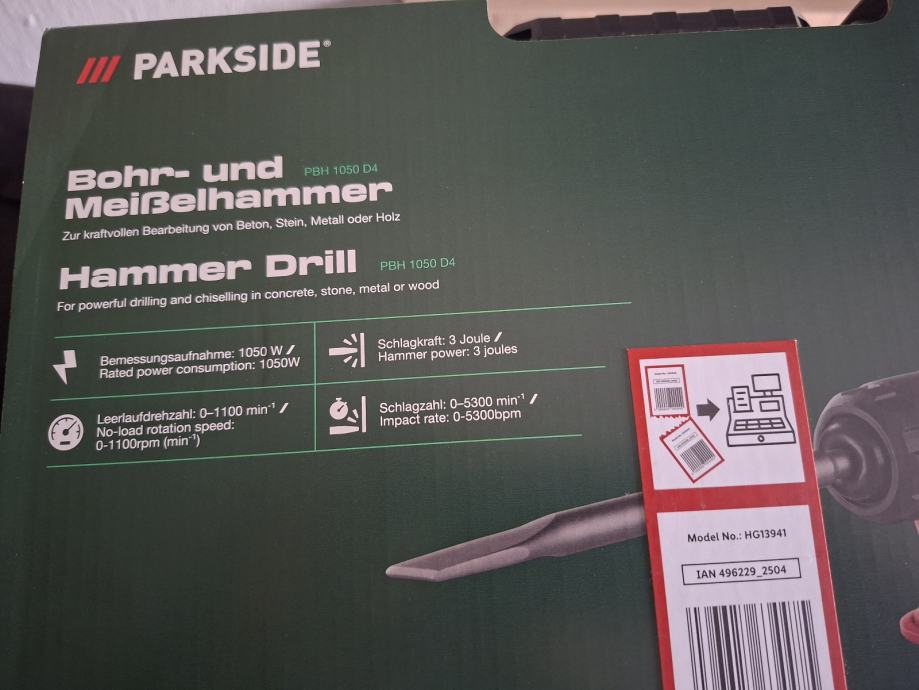 PARKSIDE®
Bohr- und PBH 1050 D4
Meißelhammer
Zur kraftvollen Bearbeitung von Beton, Stein, Metall oder Holz
Hammer Drill PBH 1050 D4
For powerful drilling and chiselling in concrete, stone, metal or wood
Bemessungsaufnahme: 1050 W /
Rated power consumption: 1050W
Schlagkraft: 3 Joule /
Hammer power: 3 joules
Leerlaufdrehzahl: 0–1100 min⁻¹ /
No-load rotation speed:
0-1100rpm (min⁻¹)
Schlagzahl: 0–5300 min⁻¹ /
Impact rate: 0-5300bpm
Model No.: HG13941
IAN 496229_2504